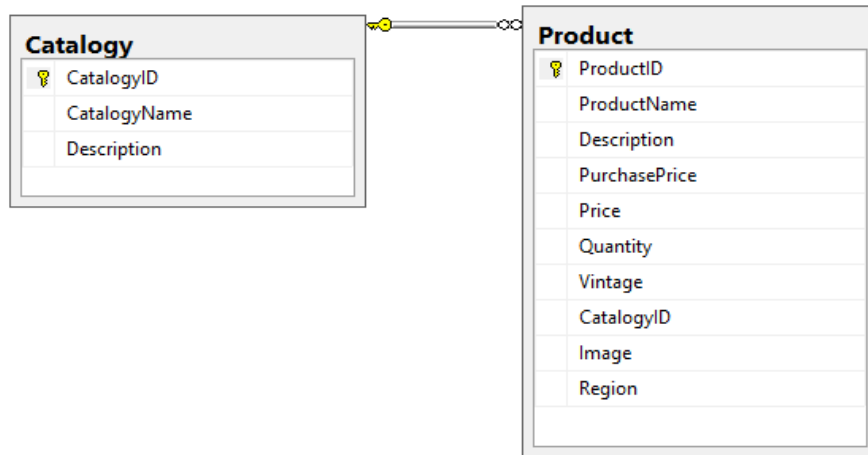 Catalogy
CatalogyID
CatalogyName
Description
Product
ProductID
ProductName
Description
PurchasePrice
Price
Quantity
Vintage
CatalogyID
Image
Region